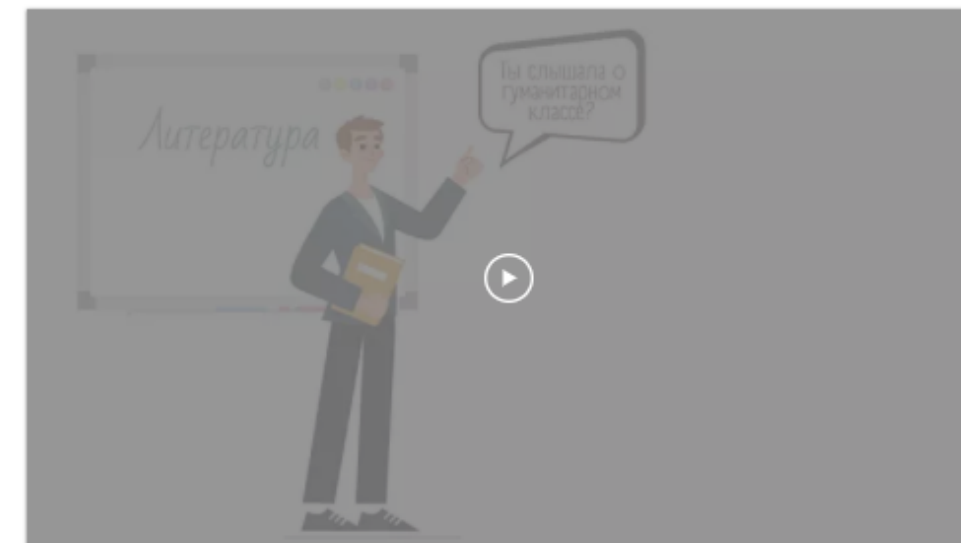 Литература
Ты слышала о
гуманитарном
классе?